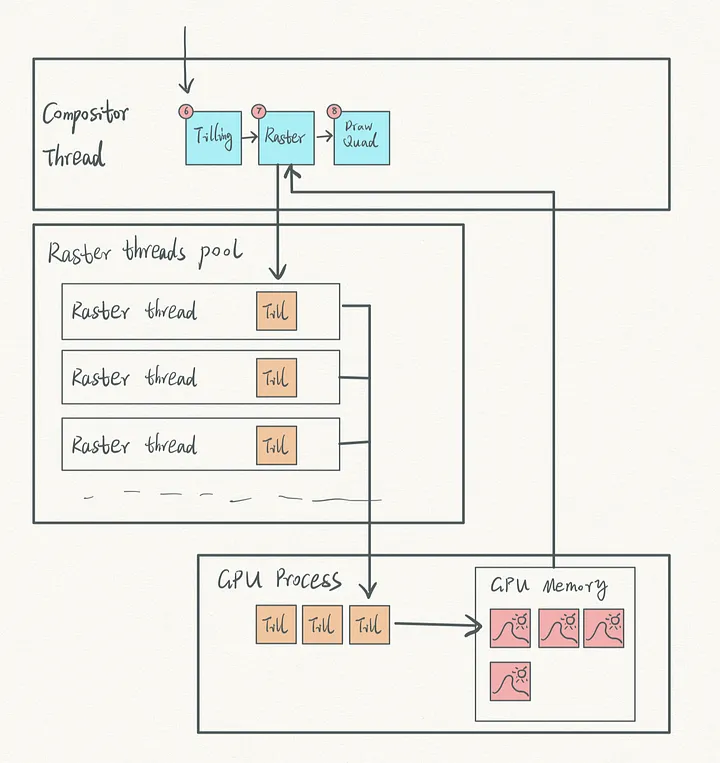 Compositor
Thread
6
Tilling
7
Raster
8
Draw
Quad
Raster threads pool
Raster thread
Till
Raster thread
Till
Raster thread
Till
GPU Process
Till
Till
Till
GPU Memory